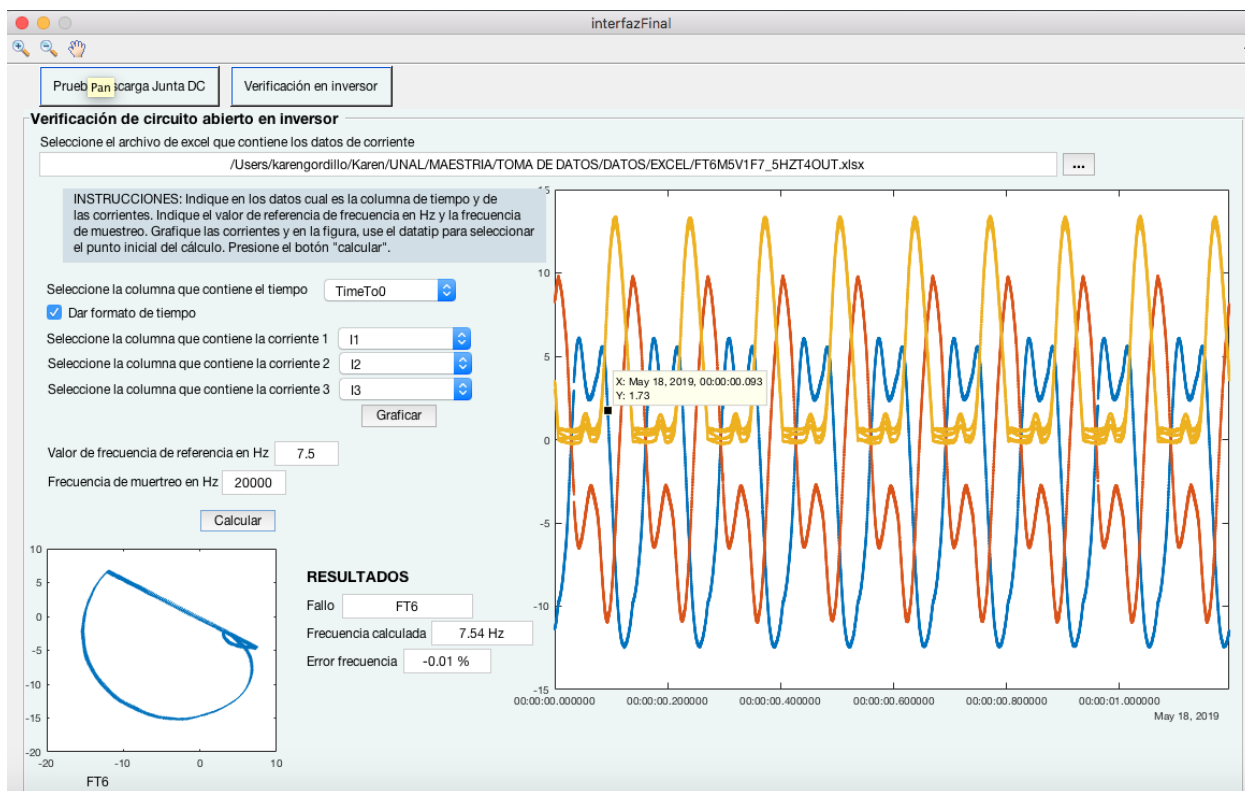 interfazFinal
Prueb
Pan
scarga Junta DC
Verificación en inversor
Verificación de circuito abierto en inversor
Seleccione el archivo de excel que contiene los datos de corriente
/Users/karengordillo/Karen/UNAL/MAESTRIA/TOMA DE DATOS/DATOS/EXCEL/FT6M5V1F7_5HZT4OUT.xlsx
...
INSTRUCCIONES: Indique en los datos cual es la columna de tiempo y de
las corrientes. Indique el valor de referencia de frecuencia en Hz y la frecuencia
de muestreo. Grafique las corrientes y en la figura, use el datatip para seleccionar
el punto inicial del cálculo. Presione el botón "calcular".
Seleccione la columna que contiene el tiempo TimeTo0
Dar formato de tiempo
Seleccione la columna que contiene la corriente 1 I1
Seleccione la columna que contiene la corriente 2 I2
Seleccione la columna que contiene la corriente 3 I3
Graficar
Valor de frecuencia de referencia en Hz 7.5
Frecuencia de muertreo en Hz 20000
Calcular
10
5
0
-5
-10
-15
-20
-20 -10 0 10
FT6
RESULTADOS
Fallo FT6
Frecuencia calculada 7.54 Hz
Error frecuencia -0.01 %
15
10
5
0
-5
-10
-15
X: May 18, 2019, 00:00:00.093
Y: 1.73
00:00:00.000000 00:00:00.200000 00:00:00.400000 00:00:00.600000 00:00:00.800000 00:00:01.000000
May 18, 2019